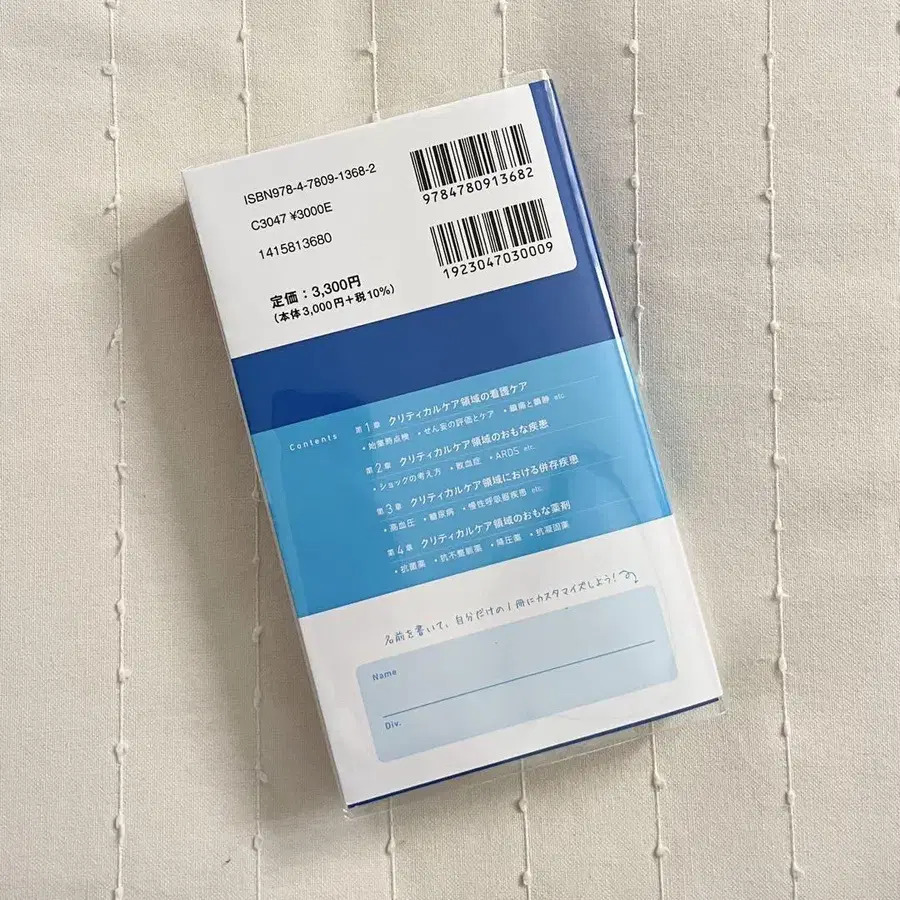 ISBN978-4-7809-1368-2
C3047 ¥3000E
1415813680
定価：3,300円
(本体3,000円＋税10%)
9784780913682
1923047030009
Contents
第1章 クリティカルケア領域の看護ケア
・始業時点検 ・せん妄の評価とケア ・鎮痛と鎮静 etc.
第2章 クリティカルケア領域のおもな疾患
・ショックの考え方 ・敗血症 ・ARDS etc.
第3章 クリティカルケア領域における併存疾患
・高血圧 ・糖尿病 ・慢性呼吸器疾患 etc.
第4章 クリティカルケア領域のおもな薬剤
・抗菌薬 ・抗不整脈薬 ・降圧薬 ・抗凝固薬
名前を書いて、自分だけの1冊にカスタマイズしよう！
Name
Div.